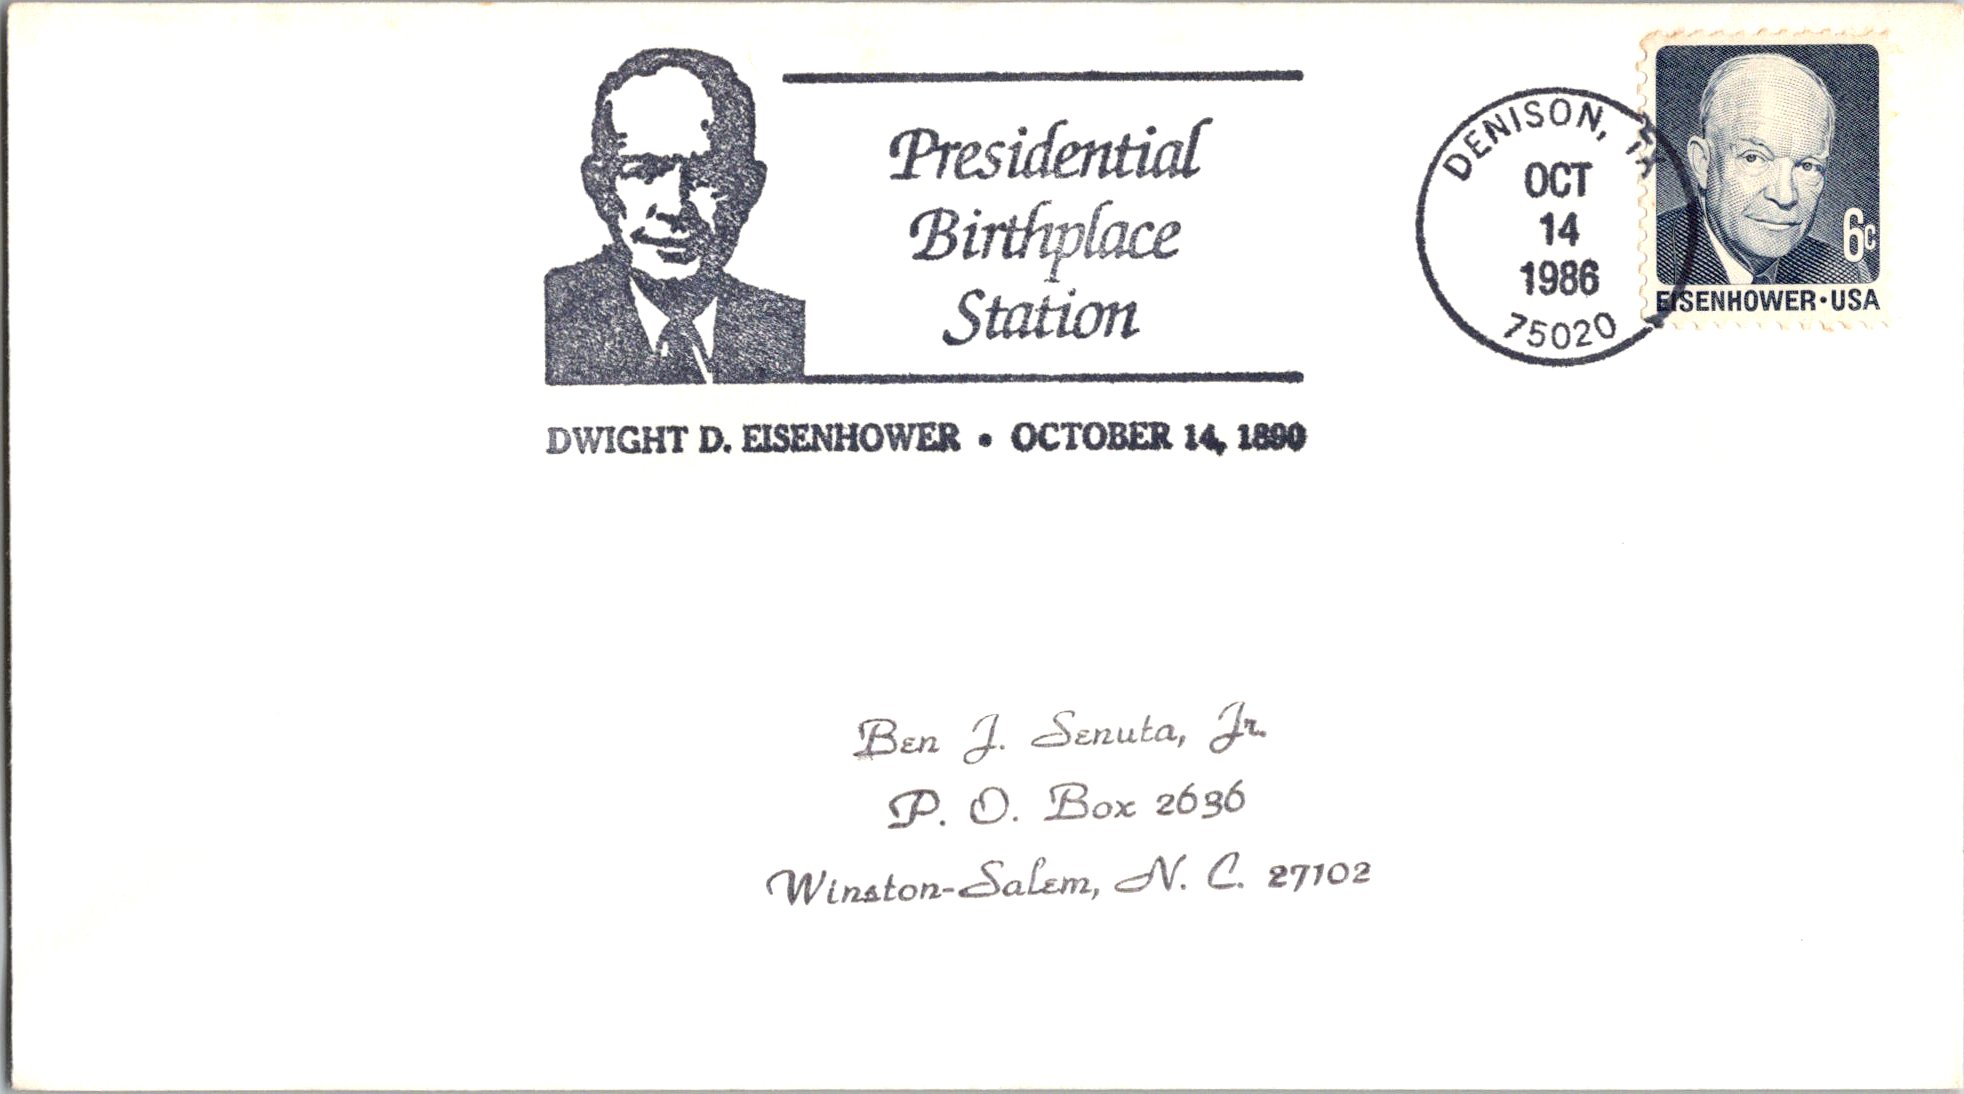 Presidential
Birthplace
Station
DWIGHT D. EISENHOWER • OCTOBER 14, 1890
DENISON, TX
OCT
14
1986
75020
6c
EISENHOWER • USA
Ben J. Senuta, Jr.
P. O. Box 2636
Winston-Salem, N. C. 27102